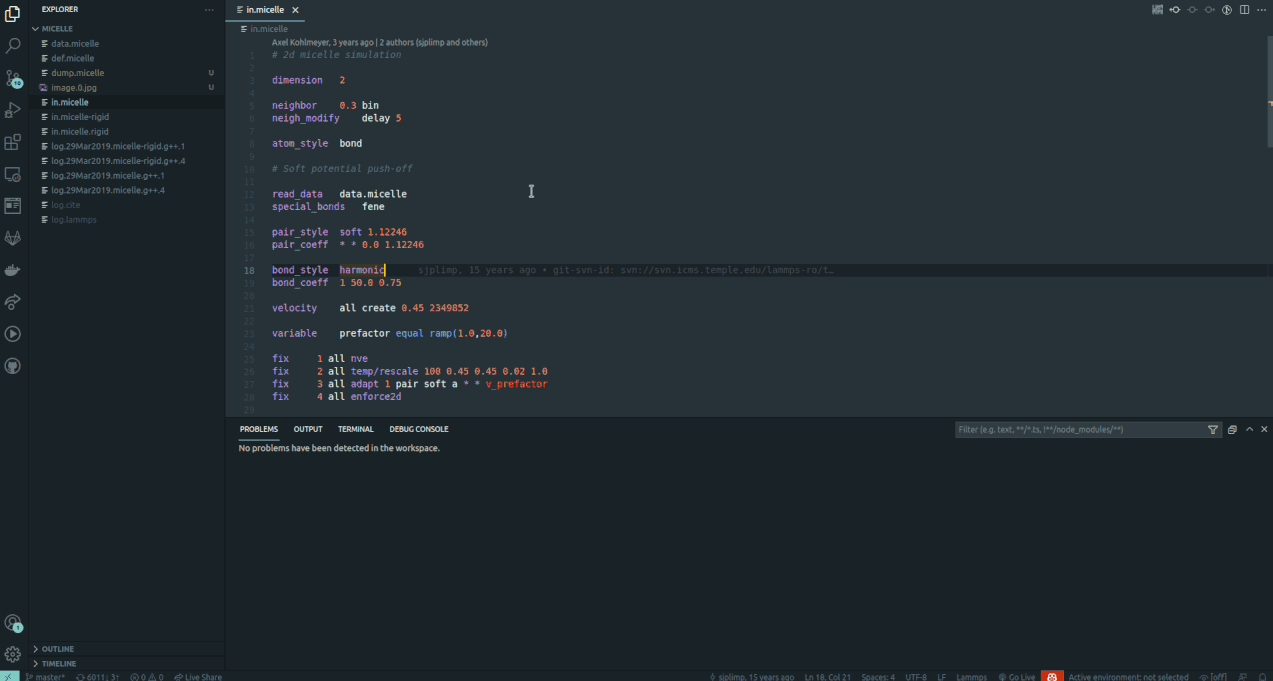 EXPLORER
MICELLE
data.micelle
def.micelle
dump.micelle U
image.0.jpg U
in.micelle
in.micelle-rigid
in.micelle.rigid
log.29Mar2019.micelle-rigid.g++.1
log.29Mar2019.micelle-rigid.g++.4
log.29Mar2019.micelle.g++.1
log.29Mar2019.micelle.g++.4
log.cite
log.lammps
OUTLINE
TIMELINE
10
1
in.micelle
in.micelle
Axel Kohlmeyer, 3 years ago | 2 authors (sjplimp and others)
1 # 2d micelle simulation
2
3 dimension 2
4
5 neighbor 0.3 bin
6 neigh_modify delay 5
7
8 atom_style bond
9
10 # Soft potential push-off
11
12 read_data data.micelle
13 special_bonds fene
14
15 pair_style soft 1.12246
16 pair_coeff * * 0.0 1.12246
17
18 bond_style harmonic sjplimp, 15 years ago • git-svn-id: svn://svn.icms.temple.edu/lammps-ro/t…
19 bond_coeff 1 50.0 0.75
20
21 velocity all create 0.45 2349852
22
23 variable prefactor equal ramp(1.0,20.0)
24
25 fix 1 all nve
26 fix 2 all temp/rescale 100 0.45 0.45 0.02 1.0
27 fix 3 all adapt 1 pair soft a * * v_prefactor
28 fix 4 all enforce2d
29
PROBLEMS OUTPUT TERMINAL DEBUG CONSOLE Filter (e.g. text, **/*.ts, !**/node_modules/**)
No problems have been detected in the workspace.
master* 6011↓ 3↑ 0 0 Live Share sjplimp, 15 years ago Ln 18, Col 21 Spaces: 4 UTF-8 LF Lammps Go Live Active environment: not selected [off]